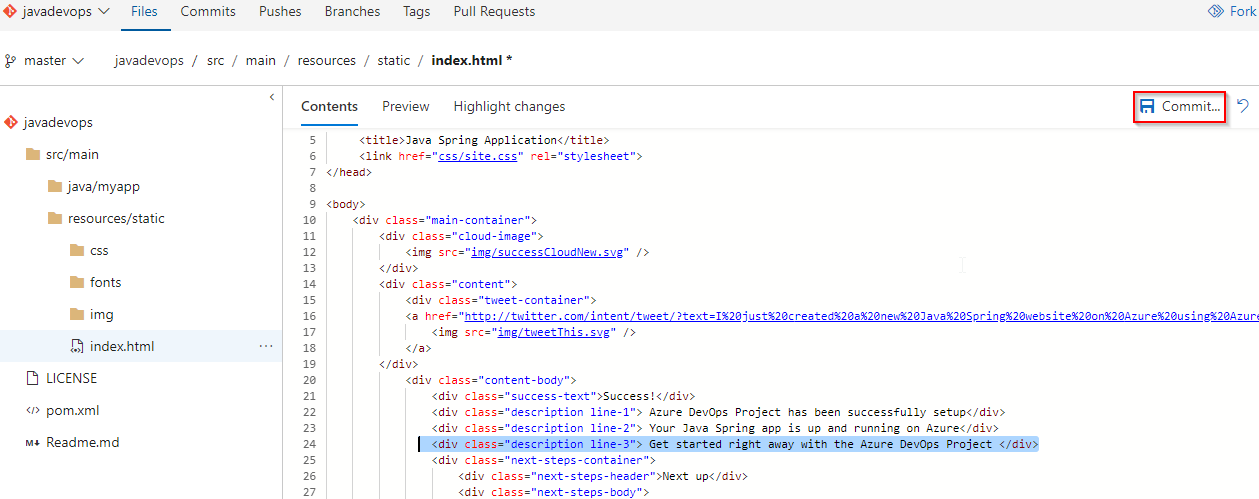 javadevops Files Commits Pushes Branches Tags Pull Requests Fork
master javadevops / src / main / resources / static / index.html *
Contents Preview Highlight changes Commit...
javadevops
src/main
java/myapp
resources/static
css
fonts
img
index.html ...
LICENSE
</> pom.xml
M↓ Readme.md
5 <title>Java Spring Application</title>
6 <link href="css/site.css" rel="stylesheet">
7 </head>
8
9 <body>
10 <div class="main-container">
11 <div class="cloud-image">
12 <img src="img/successCloudNew.svg" />
13 </div>
14 <div class="content">
15 <div class="tweet-container">
16 <a href="http://twitter.com/intent/tweet/?text=I%20just%20created%20a%20new%20Java%20Spring%20website%20on%20Azure%20using%20Azure
17 <img src="img/tweetThis.svg" />
18 </a>
19 </div>
20 <div class="content-body">
21 <div class="success-text">Success!</div>
22 <div class="description line-1"> Azure DevOps Project has been successfully setup</div>
23 <div class="description line-2"> Your Java Spring app is up and running on Azure</div>
24 <div class="description line-3"> Get started right away with the Azure DevOps Project </div>
25 <div class="next-steps-container">
26 <div class="next-steps-header">Next up</div>
27 <div class="next-steps-body">